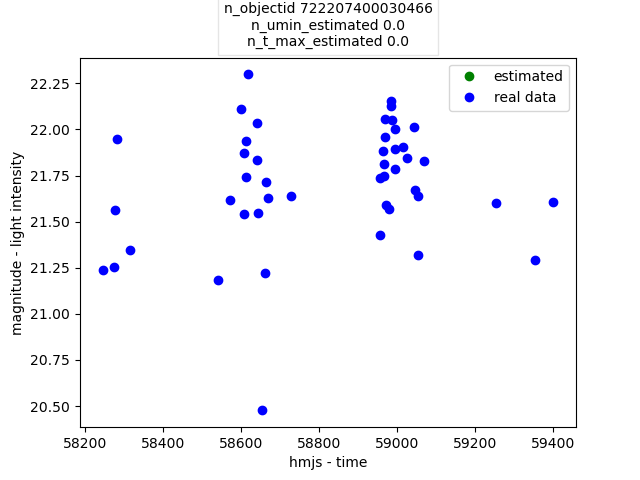 n_objectid 722207400030466
n_umin_estimated 0.0
n_t_max_estimated 0.0
estimated
real data
22.25
22.00
21.75
21.50
21.25
21.00
20.75
20.50
magnitude - light intensity
58200 58400 58600 58800 59000 59200 59400
hmjs - time